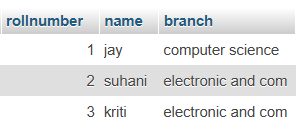 rollnumber name branch
1 jay computer science
2 suhani electronic and com
3 kriti electronic and com